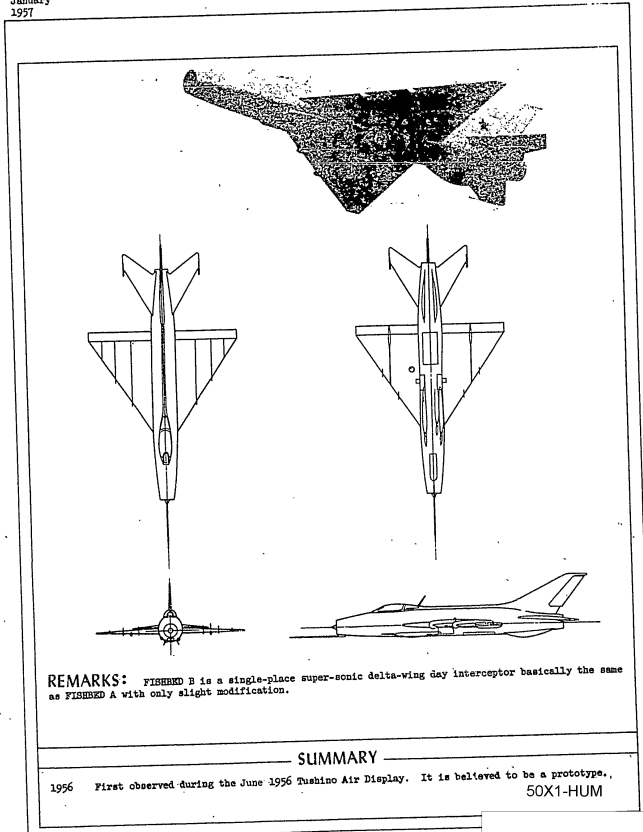 January
1957
REMARKS: FISHBED B is a single-place super-sonic delta-wing day interceptor basically the same
as FISHBED A with only slight modification.
SUMMARY
1956 First observed during the June 1956 Tushino Air Display. It is believed to be a prototype.
50X1-HUM